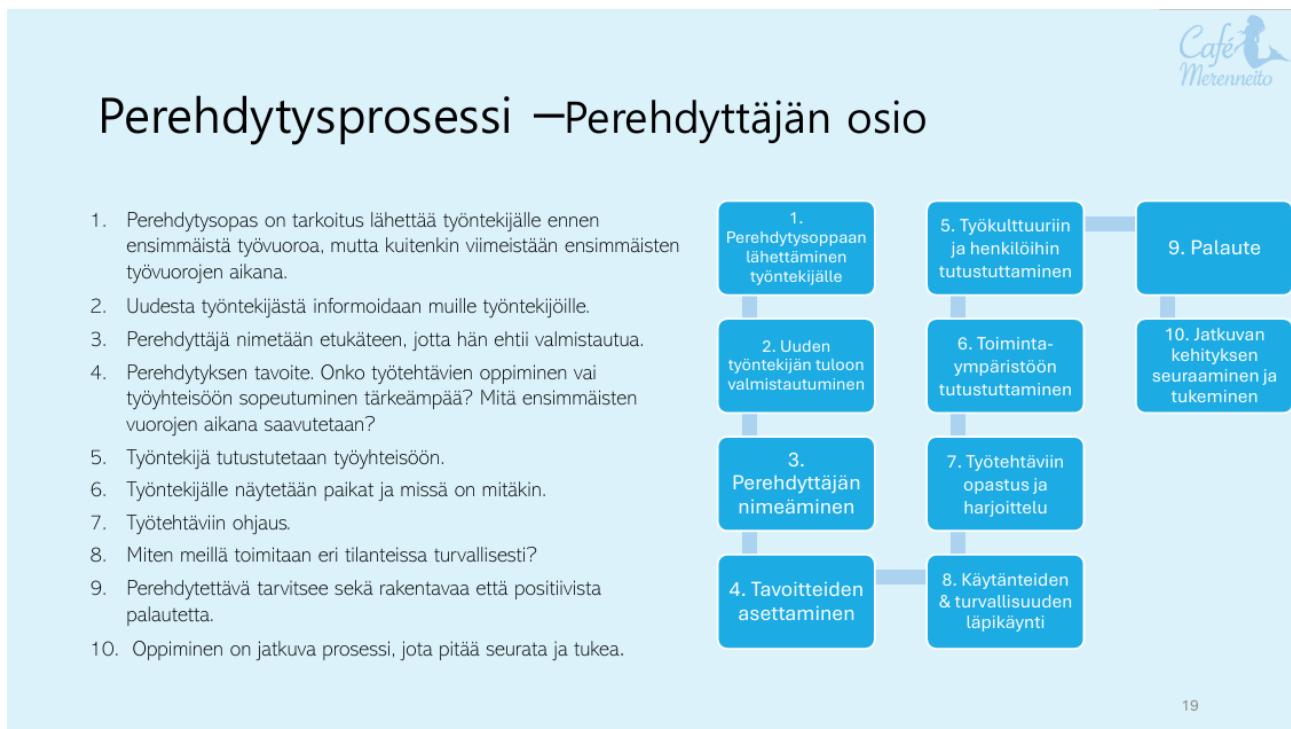 Café
Merenneito
Perehdytysprosessi –Perehdyttäjän osio
1. Perehdytysopas on tarkoitus lähettää työntekijälle ennen
ensimmäistä työvuoroa, mutta kuitenkin viimeistään ensimmäisten
työvuorojen aikana.
2. Uudesta työntekijästä informoidaan muille työntekijöille.
3. Perehdyttäjä nimetään etukäteen, jotta hän ehtii valmistautua.
4. Perehdytyksen tavoite. Onko työtehtävien oppiminen vai
työyhteisöön sopeutuminen tärkeämpää? Mitä ensimmäisten
vuorojen aikana saavutetaan?
5. Työntekijä tutustutetaan työyhteisöön.
6. Työntekijälle näytetään paikat ja missä on mitäkin.
7. Työtehtäviin ohjaus.
8. Miten meillä toimitaan eri tilanteissa turvallisesti?
9. Perehdytettävä tarvitsee sekä rakentavaa että positiivista
palautetta.
10. Oppiminen on jatkuva prosessi, jota pitää seurata ja tukea.
1.
Perehdytysoppaan
lähettäminen
työntekijälle
2. Uuden
työntekijän tuloon
valmistautuminen
3.
Perehdyttäjän
nimeäminen
4. Tavoitteiden
asettaminen
5. Työkulttuuriin
ja henkilöihin
tutustuttaminen
6. Toiminta-
ympäristöön
tutustuttaminen
7. Työtehtäviin
opastus ja
harjoittelu
8. Käytänteiden
& turvallisuuden
läpikäynti
9. Palaute
10. Jatkuvan
kehityksen
seuraaminen ja
tukeminen
19